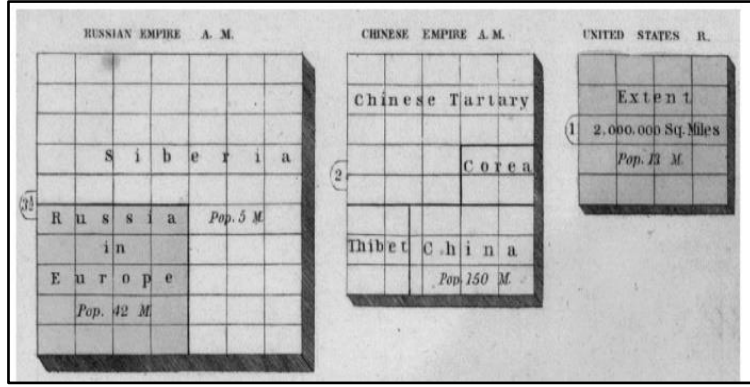 RUSSIAN EMPIRE A. M.
Siberia
3½
Russia
Pop. 5 M.
in
Europe
Pop. 42 M.
CHINESE EMPIRE A. M.
Chinese Tartary
Corea
2
Thibet China
Pop. 150 M.
UNITED STATES R.
Extent
1 2.000.000 Sq. Miles
Pop. 13 M.